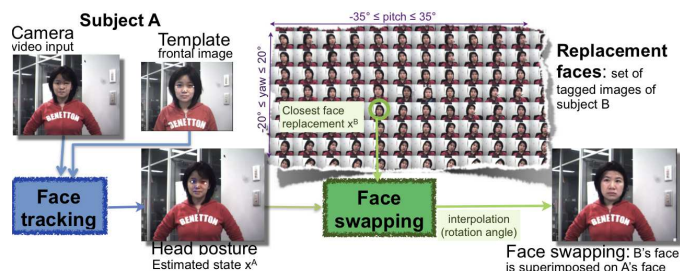 Subject A
Camera
video input
Template
frontal image
-35° ≤ pitch ≤ 35°
-20° ≤ yaw ≤ 20°
Replacement
faces: set of
tagged images of
subject B
Closest face
replacement xᴮ
BENETTON
BENETTON
BENETTON
Face
tracking
Face
swapping
interpolation
(rotation angle)
Head posture
Estimated state xᴬ
Face swapping: B's face
is superimposed on A's face